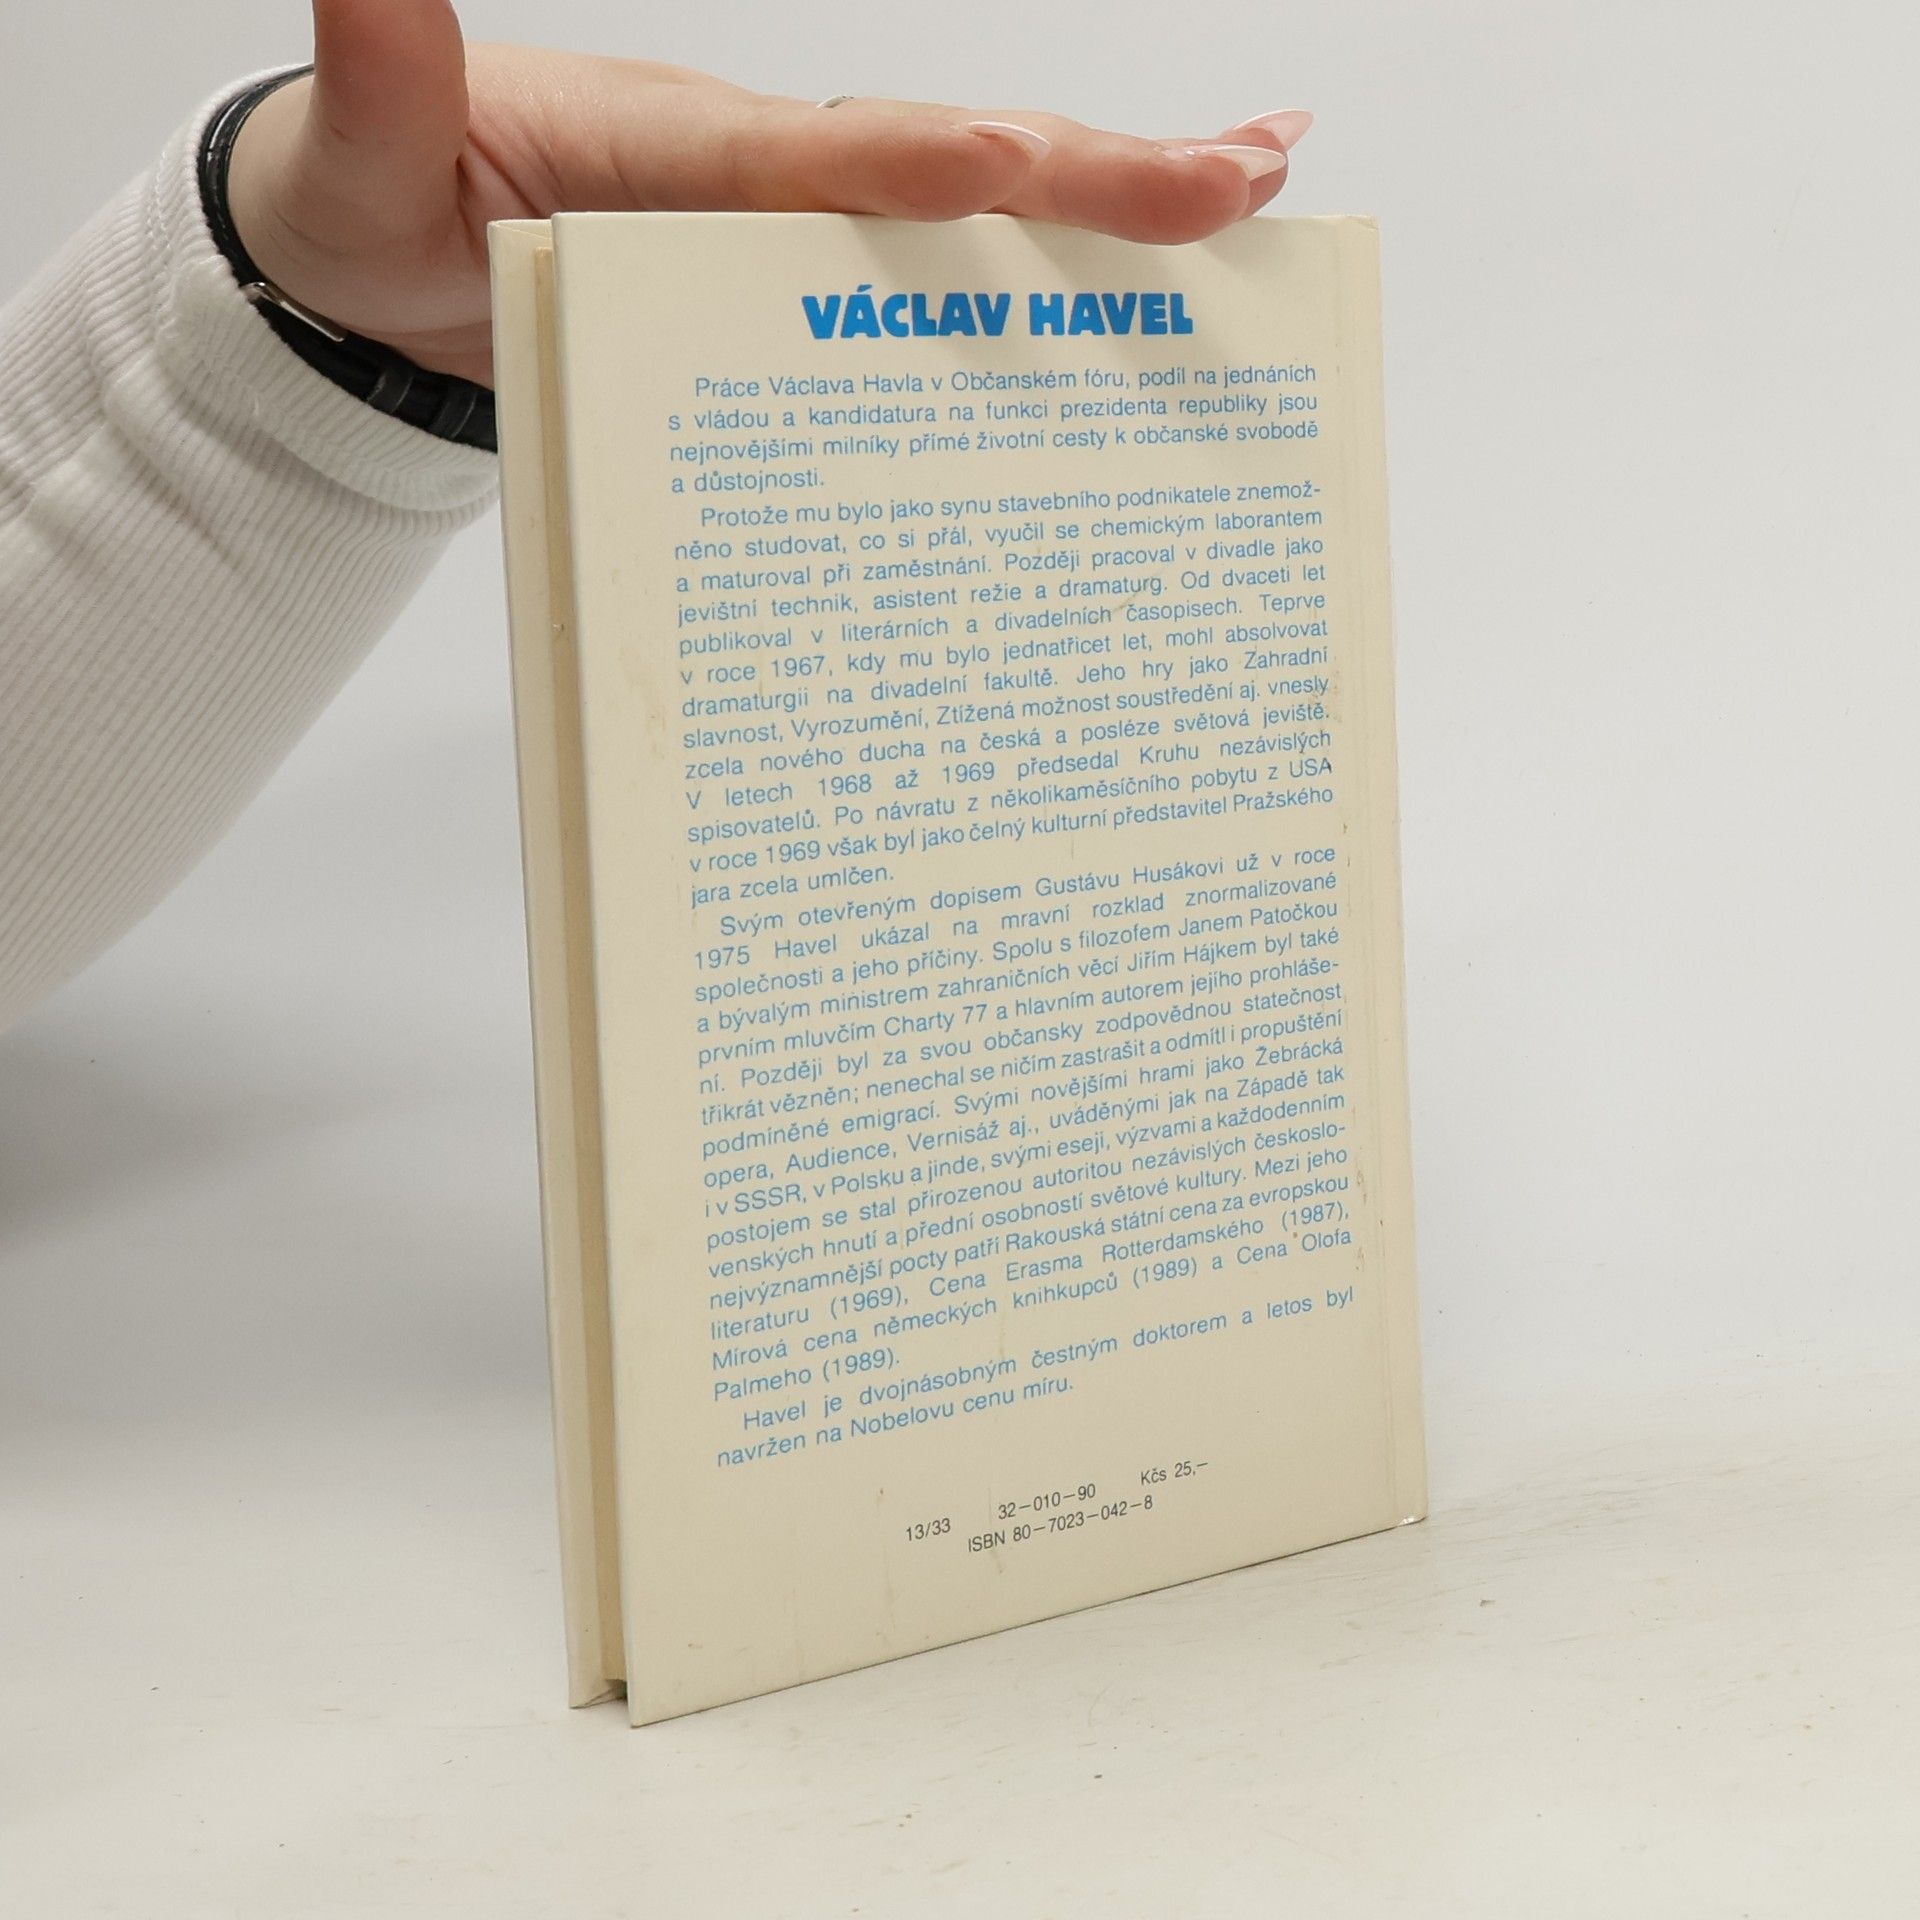 VÁCLAV HAVEL
Práce Václava Havla v Občanském fóru, podíl na jednáních
s vládou a kandidatura na funkci prezidenta republiky jsou
nejnovějšími milníky přímé životní cesty k občanské svobodě
a důstojnosti.
Protože mu bylo jako synu stavebního podnikatele znemož-
něno studovat, co si přál, vyučil se chemickým laborantem
a maturoval při zaměstnání. Později pracoval v divadle jako
jevištní technik, asistent režie a dramaturg. Od dvaceti let
publikoval v literárních a divadelních časopisech. Teprve
v roce 1967, kdy mu bylo jednatřicet let, mohl absolvovat
dramaturgii na divadelní fakultě. Jeho hry jako Zahradní
slavnost, Vyrozumění, Ztížená možnost soustředění aj. vnesly
zcela nového ducha na česká a posléze světová jeviště.
V letech 1968 až 1969 předsedal Kruhu nezávislých
spisovatelů. Po návratu z několikaměsíčního pobytu z USA
v roce 1969 však byl jako čelný kulturní představitel Pražského
jara zcela umlčen.
Svým otevřeným dopisem Gustávu Husákovi už v roce
1975 Havel ukázal na mravní rozklad znormalizované
společnosti a jeho příčiny. Spolu s filozofem Janem Patočkou
a bývalým ministrem zahraničních věcí Jiřím Hájkem byl také
prvním mluvčím Charty 77 a hlavním autorem jejího prohláše-
ní. Později byl za svou občansky zodpovědnou statečnost
třikrát vězněn; nenechal se ničím zastrašit a odmítl i propuštění
podmíněné emigrací. Svými novějšími hrami jako Žebrácká
opera, Audience, Vernisáž aj., uváděnými jak na Západě tak
i v SSSR, v Polsku a jinde, svými eseji, výzvami a každodenním
postojem se stal přirozenou autoritou nezávislých českoslo-
venských hnutí a přední osobností světové kultury. Mezi jeho
nejvýznamnější pocty patří Rakouská státní cena za evropskou
literaturu (1969), Cena Erasma Rotterdamského (1987),
Mírová cena německých knihkupců (1989) a Cena Olofa
Palmeho (1989).
Havel je dvojnásobným čestným doktorem a letos byl
navržen na Nobelovu cenu míru.
13/33 32—010—90 Kčs 25,—
ISBN 80—7023—042—8